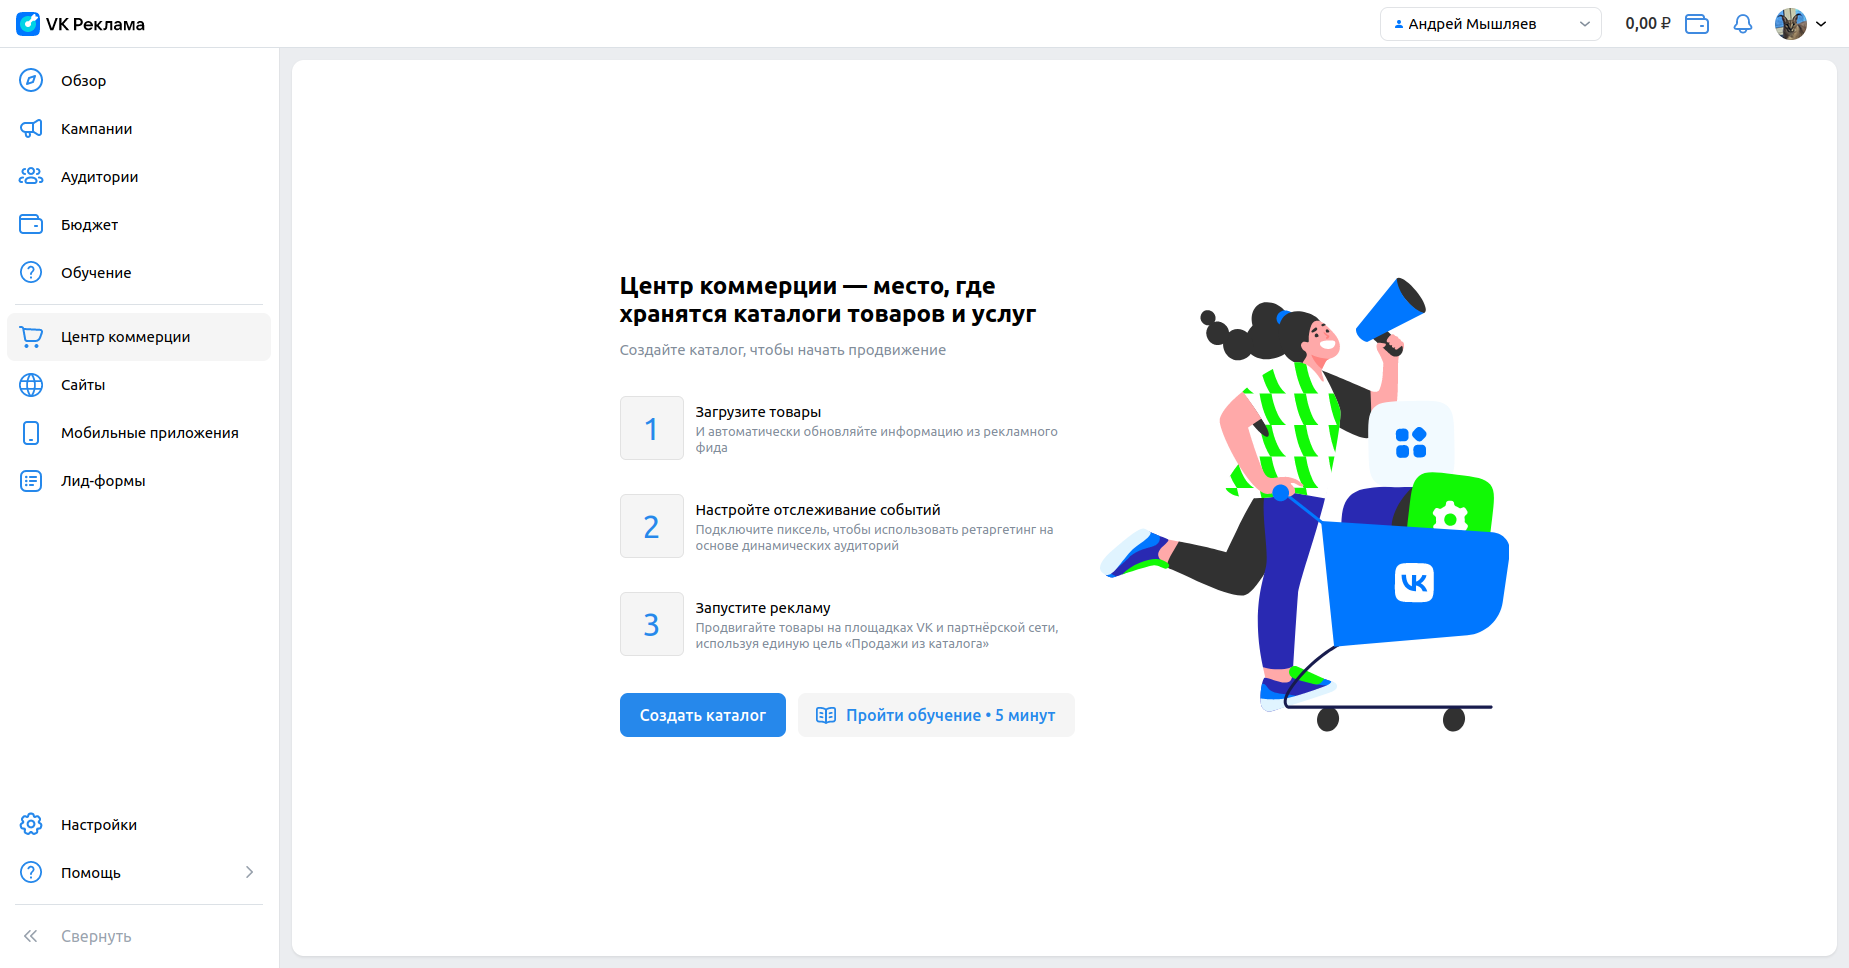 VK Реклама
Андрей Мышляев
0,00 ₽
Обзор
Кампании
Аудитории
Бюджет
Обучение
Центр коммерции
Сайты
Мобильные приложения
Лид-формы
Настройки
Помощь
Свернуть
Центр коммерции — место, где
хранятся каталоги товаров и услуг
Создайте каталог, чтобы начать продвижение
1
Загрузите товары
И автоматически обновляйте информацию из рекламного
фида
2
Настройте отслеживание событий
Подключите пиксель, чтобы использовать ретаргетинг на
основе динамических аудиторий
3
Запустите рекламу
Продвигайте товары на площадках VK и партнёрской сети,
используя единую цель «Продажи из каталога»
Создать каталог
Пройти обучение • 5 минут
VK